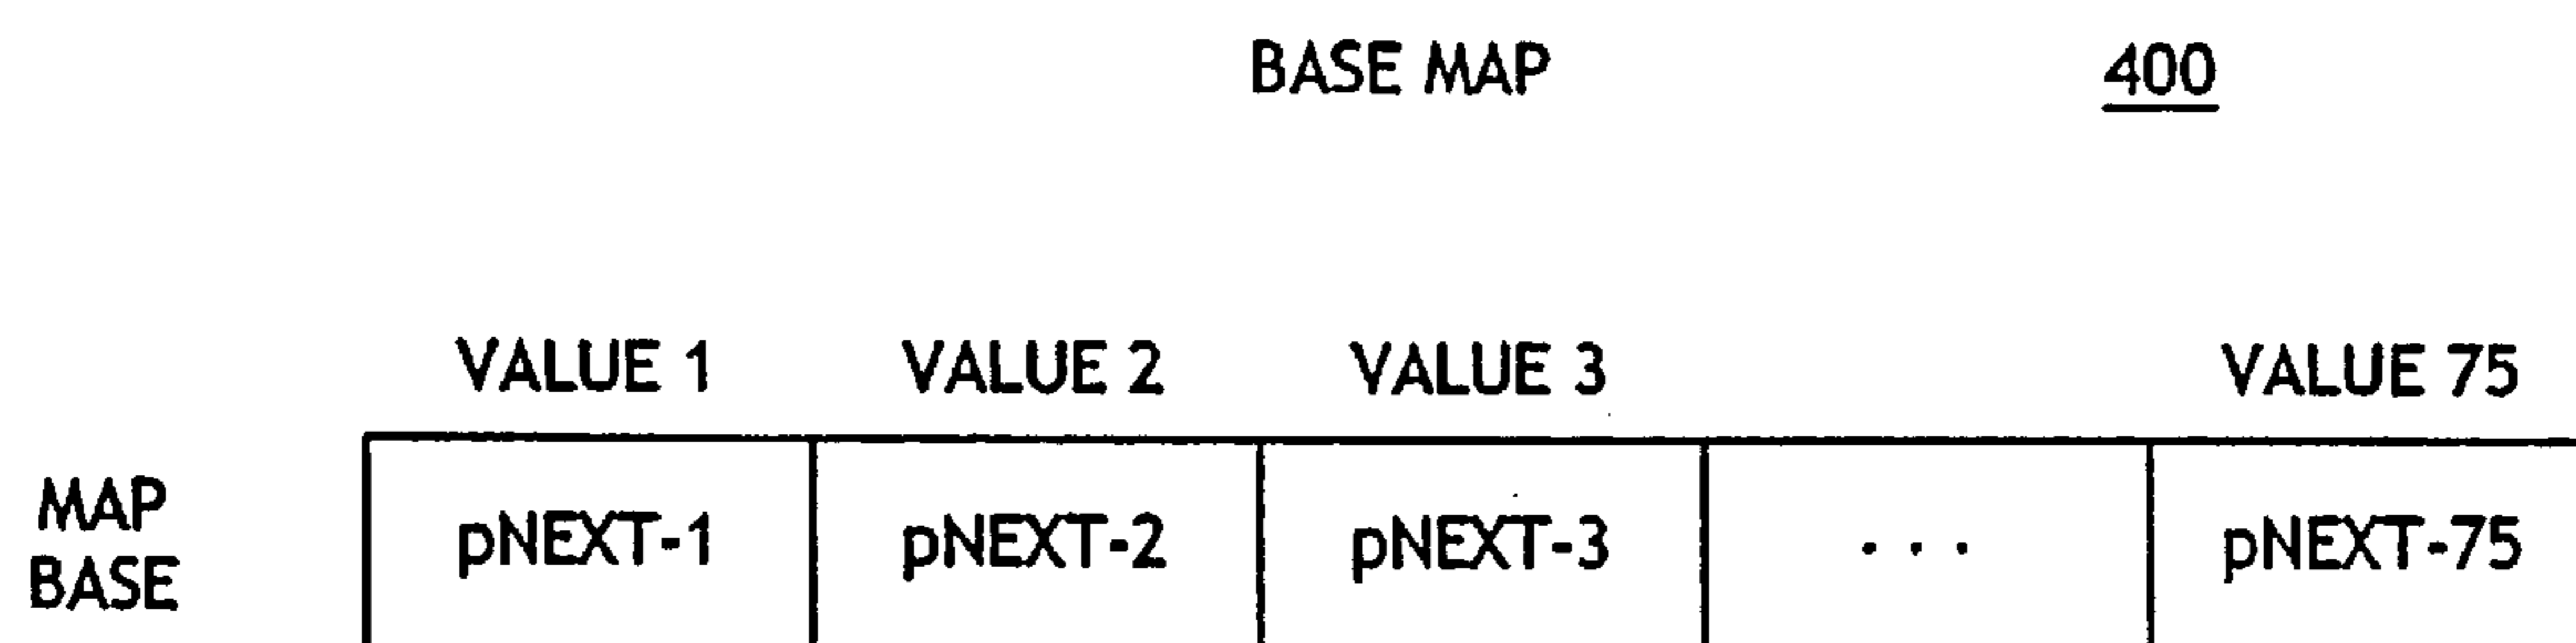 BASE MAP 400
VALUE 1 VALUE 2 VALUE 3 VALUE 75
MAP BASE pNEXT-1 pNEXT-2 pNEXT-3 . . . pNEXT-75